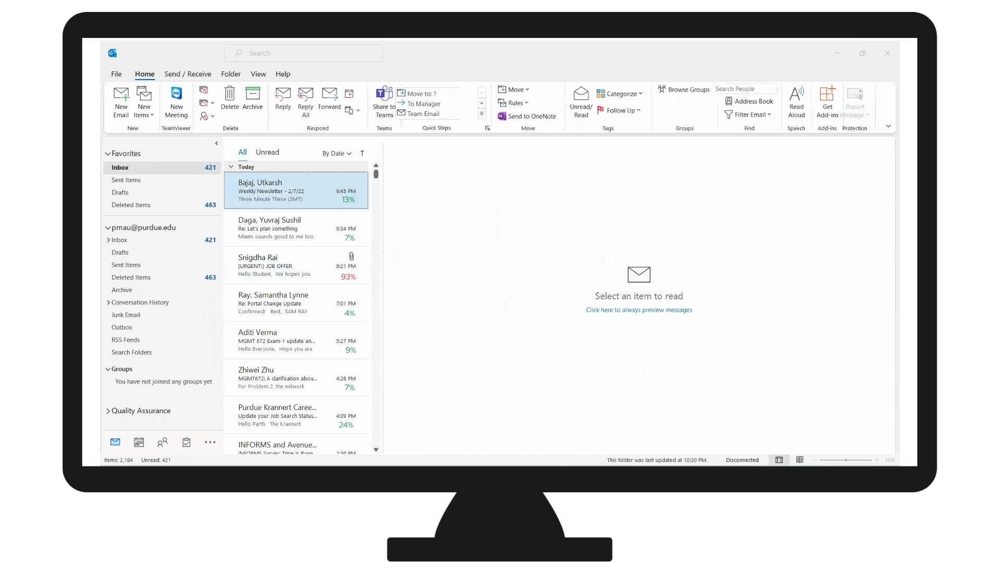 Search
File Home Send / Receive Folder View Help
New Email
New Items
New
New Meeting
TeamViewer
Delete
Archive
Delete
Reply
Reply All
Forward
Respond
Share to Teams
Teams
Move to: ?
To Manager
Team Email
Quick Steps
Move
Rules
Send to OneNote
Move
Unread/ Read
Categorize
Follow Up
Tags
Browse Groups
Groups
Search People
Address Book
Filter Email
Find
Read Aloud
Speech
Get Add-ins
Add-ins
Report Message
Protection
Favorites
Inbox 421
Sent Items
Drafts
Deleted Items 463
pmau@purdue.edu
Inbox 421
Drafts
Sent Items
Deleted Items 463
Archive
Conversation History
Junk Email
Outbox
RSS Feeds
Search Folders
Groups
You have not joined any groups yet
Quality Assurance
All Unread By Date
Today
Bajaj, Utkarsh
Weekly Newsletter - 2/7/22 9:45 PM
Three Minute These (3MT): 13%
Daga, Yuvraj Sushil
Re: Let's plan something 9:34 PM
Miami sounds good to me too. 7%
Snigdha Rai
[URGENT!] JOB OFFER 9:21 PM
Hello Student, We hopes you 93%
Ray, Samantha Lynne
Re: Portal Change Update 7:01 PM
Confirmed! Best, SAM RAY 4%
Aditi Verma
MGMT 672 Exam-1 update an... 5:27 PM
Hello Everyone, Hope you are 9%
Zhiwei Zhu
MGMT672: A clarification abou... 4:28 PM
For Problem 2, the network 7%
Purdue Krannert Caree...
Update your Job Search Status... 4:09 PM
Hello Parth, The Krannert 24%
INFORMS and Avenue...
INFORMS Survey: Time is Runn... 1:30 PM
Select an item to read
Click here to always preview messages
Items: 2,184 Unread: 421 This folder was last updated at 10:30 PM. Disconnected 10%